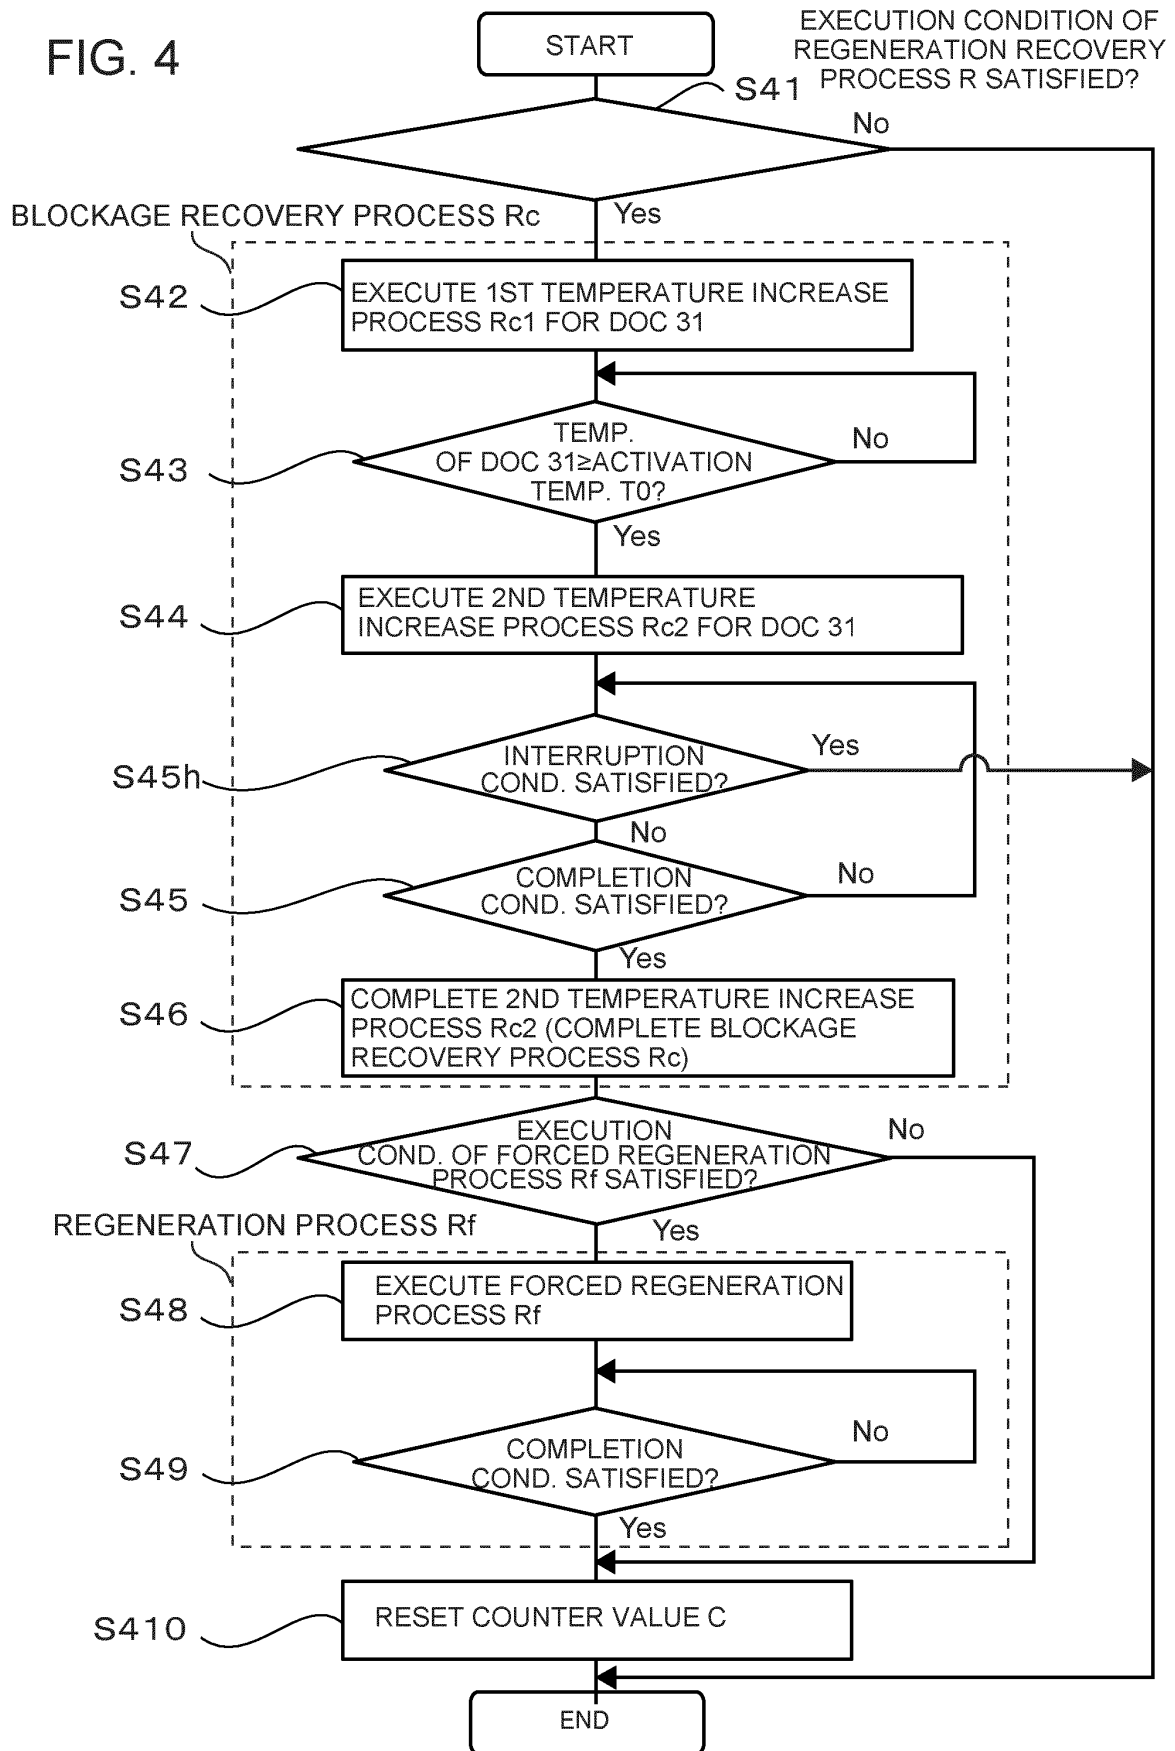 FIG. 4
START
EXECUTION CONDITION OF
REGENERATION RECOVERY
PROCESS R SATISFIED?
S41
No
Yes
BLOCKAGE RECOVERY PROCESS Rc
S42
EXECUTE 1ST TEMPERATURE INCREASE
PROCESS Rc1 FOR DOC 31
S43
TEMP.
OF DOC 31≥ACTIVATION
TEMP. T0?
No
Yes
S44
EXECUTE 2ND TEMPERATURE
INCREASE PROCESS Rc2 FOR DOC 31
S45h
INTERRUPTION
COND. SATISFIED?
Yes
No
S45
COMPLETION
COND. SATISFIED?
No
Yes
S46
COMPLETE 2ND TEMPERATURE INCREASE
PROCESS Rc2 (COMPLETE BLOCKAGE
RECOVERY PROCESS Rc)
S47
EXECUTION
COND. OF FORCED REGENERATION
PROCESS Rf SATISFIED?
No
Yes
REGENERATION PROCESS Rf
S48
EXECUTE FORCED REGENERATION
PROCESS Rf
S49
COMPLETION
COND. SATISFIED?
No
Yes
S410
RESET COUNTER VALUE C
END